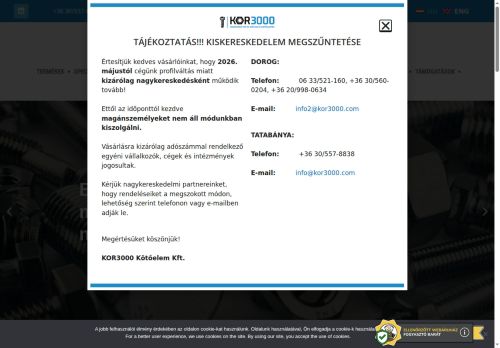 KOR3000
TÁJÉKOZTATÁS!!! KISKERESKEDELEM MEGSZŰNTETÉSE
Értesítjük kedves vásárlóinkat, hogy 2026.
májustól cégünk profilváltás miatt
kizárólag nagykereskedésként működik
tovább!
Ettől az időponttól kezdve
magánszemélyeket nem áll módunkban
kiszolgálni.
Vásárlásra kizárólag adószámmal rendelkező
egyéni vállalkozók, cégek és intézmények
jogosultak.
Kérjük nagykereskedelmi partnereinket,
hogy rendeléseiket a megszokott módon,
lehetőség szerint telefonon vagy e-mailben
adják le.
Megértésüket köszönjük!
KOR3000 Kötőelem Kft.
DOROG:
Telefon: 06 33/521-160, +36 30/560-
0204, +36 20/998-0634
E-mail: info2@kor3000.com
TATABÁNYA:
Telefon: +36 30/557-8838
E-mail: info@kor3000.com
ENG
TERMÉKEK
TÁMOGATÁSOK
A jobb felhasználói élmény érdekében az oldalon cookie-kat használunk. Oldalunk használatával, Ön elfogadja a cookie-k használatát
For a better user experience, we use cookies on the site. By using our site, you accept the use of cookies.
ELLENŐRZÖTT WEBÁRUHÁZ
FOGYASZTÓ BARÁT